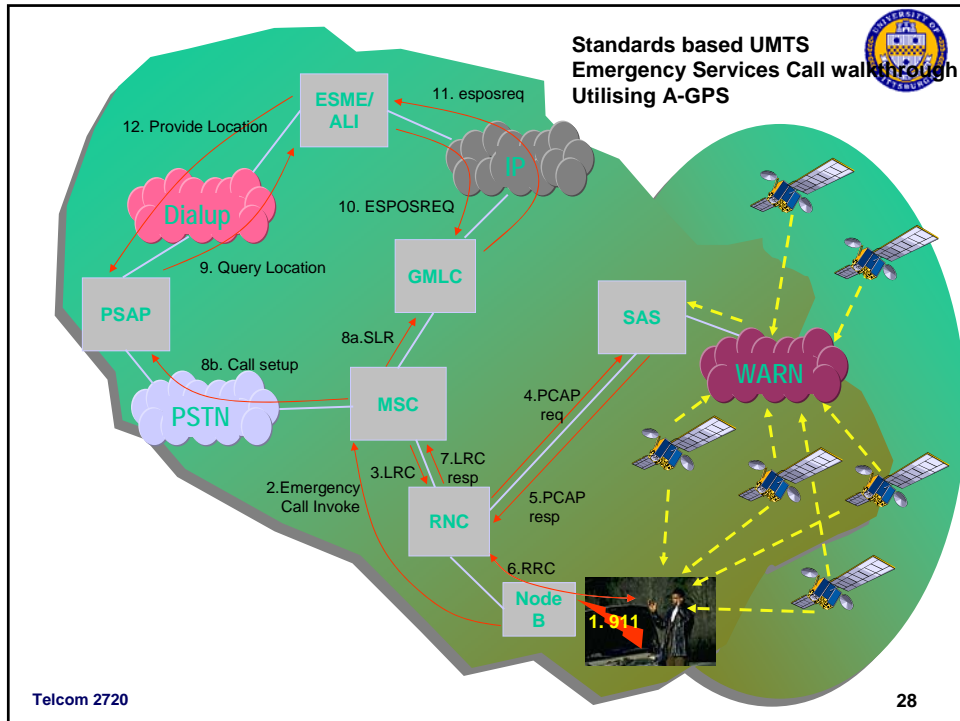 Standards based UMTS
Emergency Services Call walkthrough
Utilising A-GPS
ESME/
ALI
11. esposreq
12. Provide Location
IP
Dialup
10. ESPOSREQ
9. Query Location
GMLC
PSAP
SAS
8a.SLR
8b. Call setup
WARN
MSC
PSTN
4.PCAP
req
7.LRC
resp
3.LRC
2.Emergency
Call Invoke
5.PCAP
resp
RNC
6.RRC
Node
B
1. 911
Telcom 2720
28